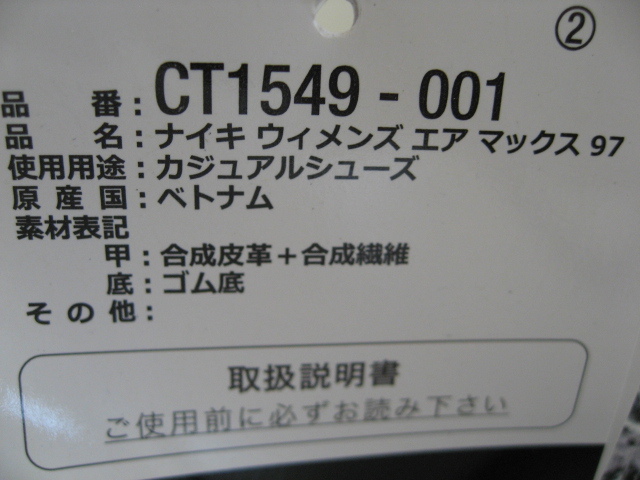 ②
品番：CT1549 - 001
品名：ナイキ ウィメンズ エア マックス 97
使用用途：カジュアルシューズ
原産国：ベトナム
素材表記
甲：合成皮革＋合成繊維
底：ゴム底
その他：
取扱説明書
ご使用前に必ずお読み下さい